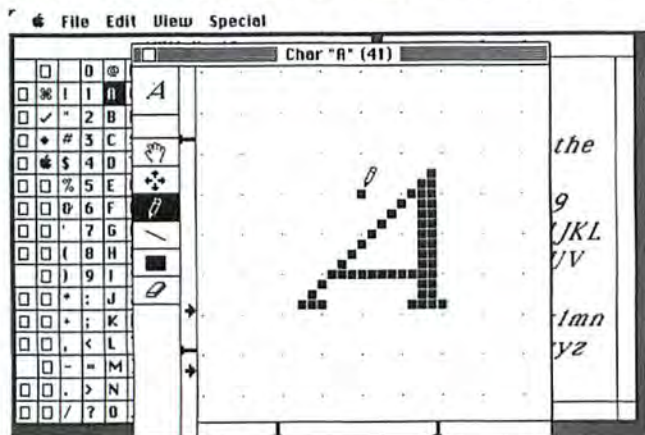 File Edit View Special
Char "A" (41)
0 @
! 1 A
" 2 B
# 3 C
$ 4 D
% 5 E
& 6 F
' 7 G
( 8 H
) 9 I
* : J
+ ; K
, < L
- = M
. > N
/ ? O
A
A
the
9
JKL
UV
lmn
yz